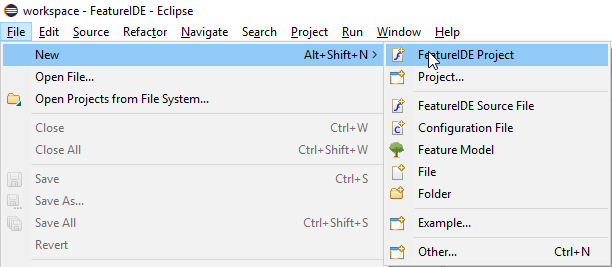 workspace - FeatureIDE - Eclipse
File Edit Source Refactor Navigate Search Project Run Window Help
New Alt+Shift+N >
Open File...
Open Projects from File System...
Close Ctrl+W
Close All Ctrl+Shift+W
Save Ctrl+S
Save As...
Save All Ctrl+Shift+S
Revert
FeatureIDE Project
Project...
FeatureIDE Source File
Configuration File
Feature Model
File
Folder
Example...
Other... Ctrl+N